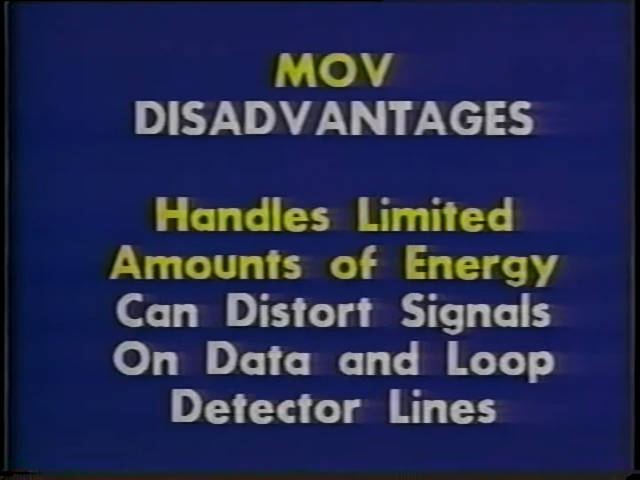 MOV
DISADVANTAGES
Handles Limited
Amounts of Energy
Can Distort Signals
On Data and Loop
Detector Lines